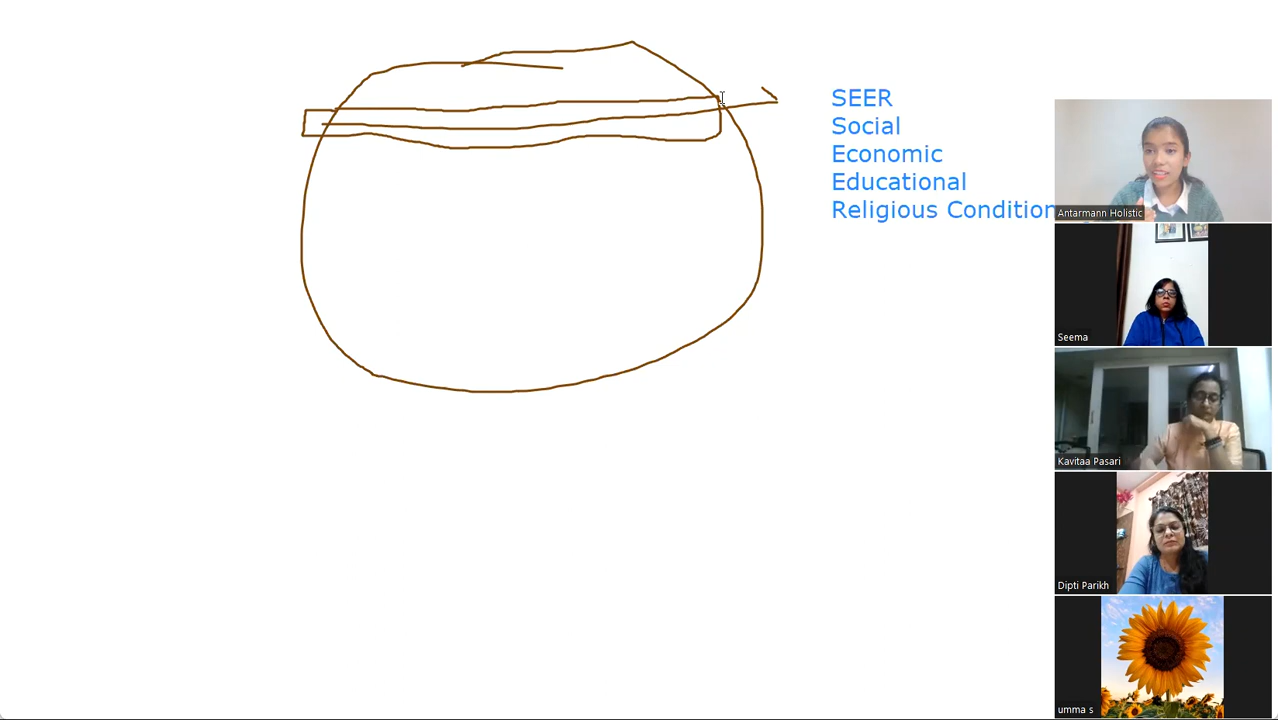 SEER
Social
Economic
Educational
Religious Condition
Antarmann Holistic
Seema
Kavitaa Pasari
Dipti Parikh
umma s